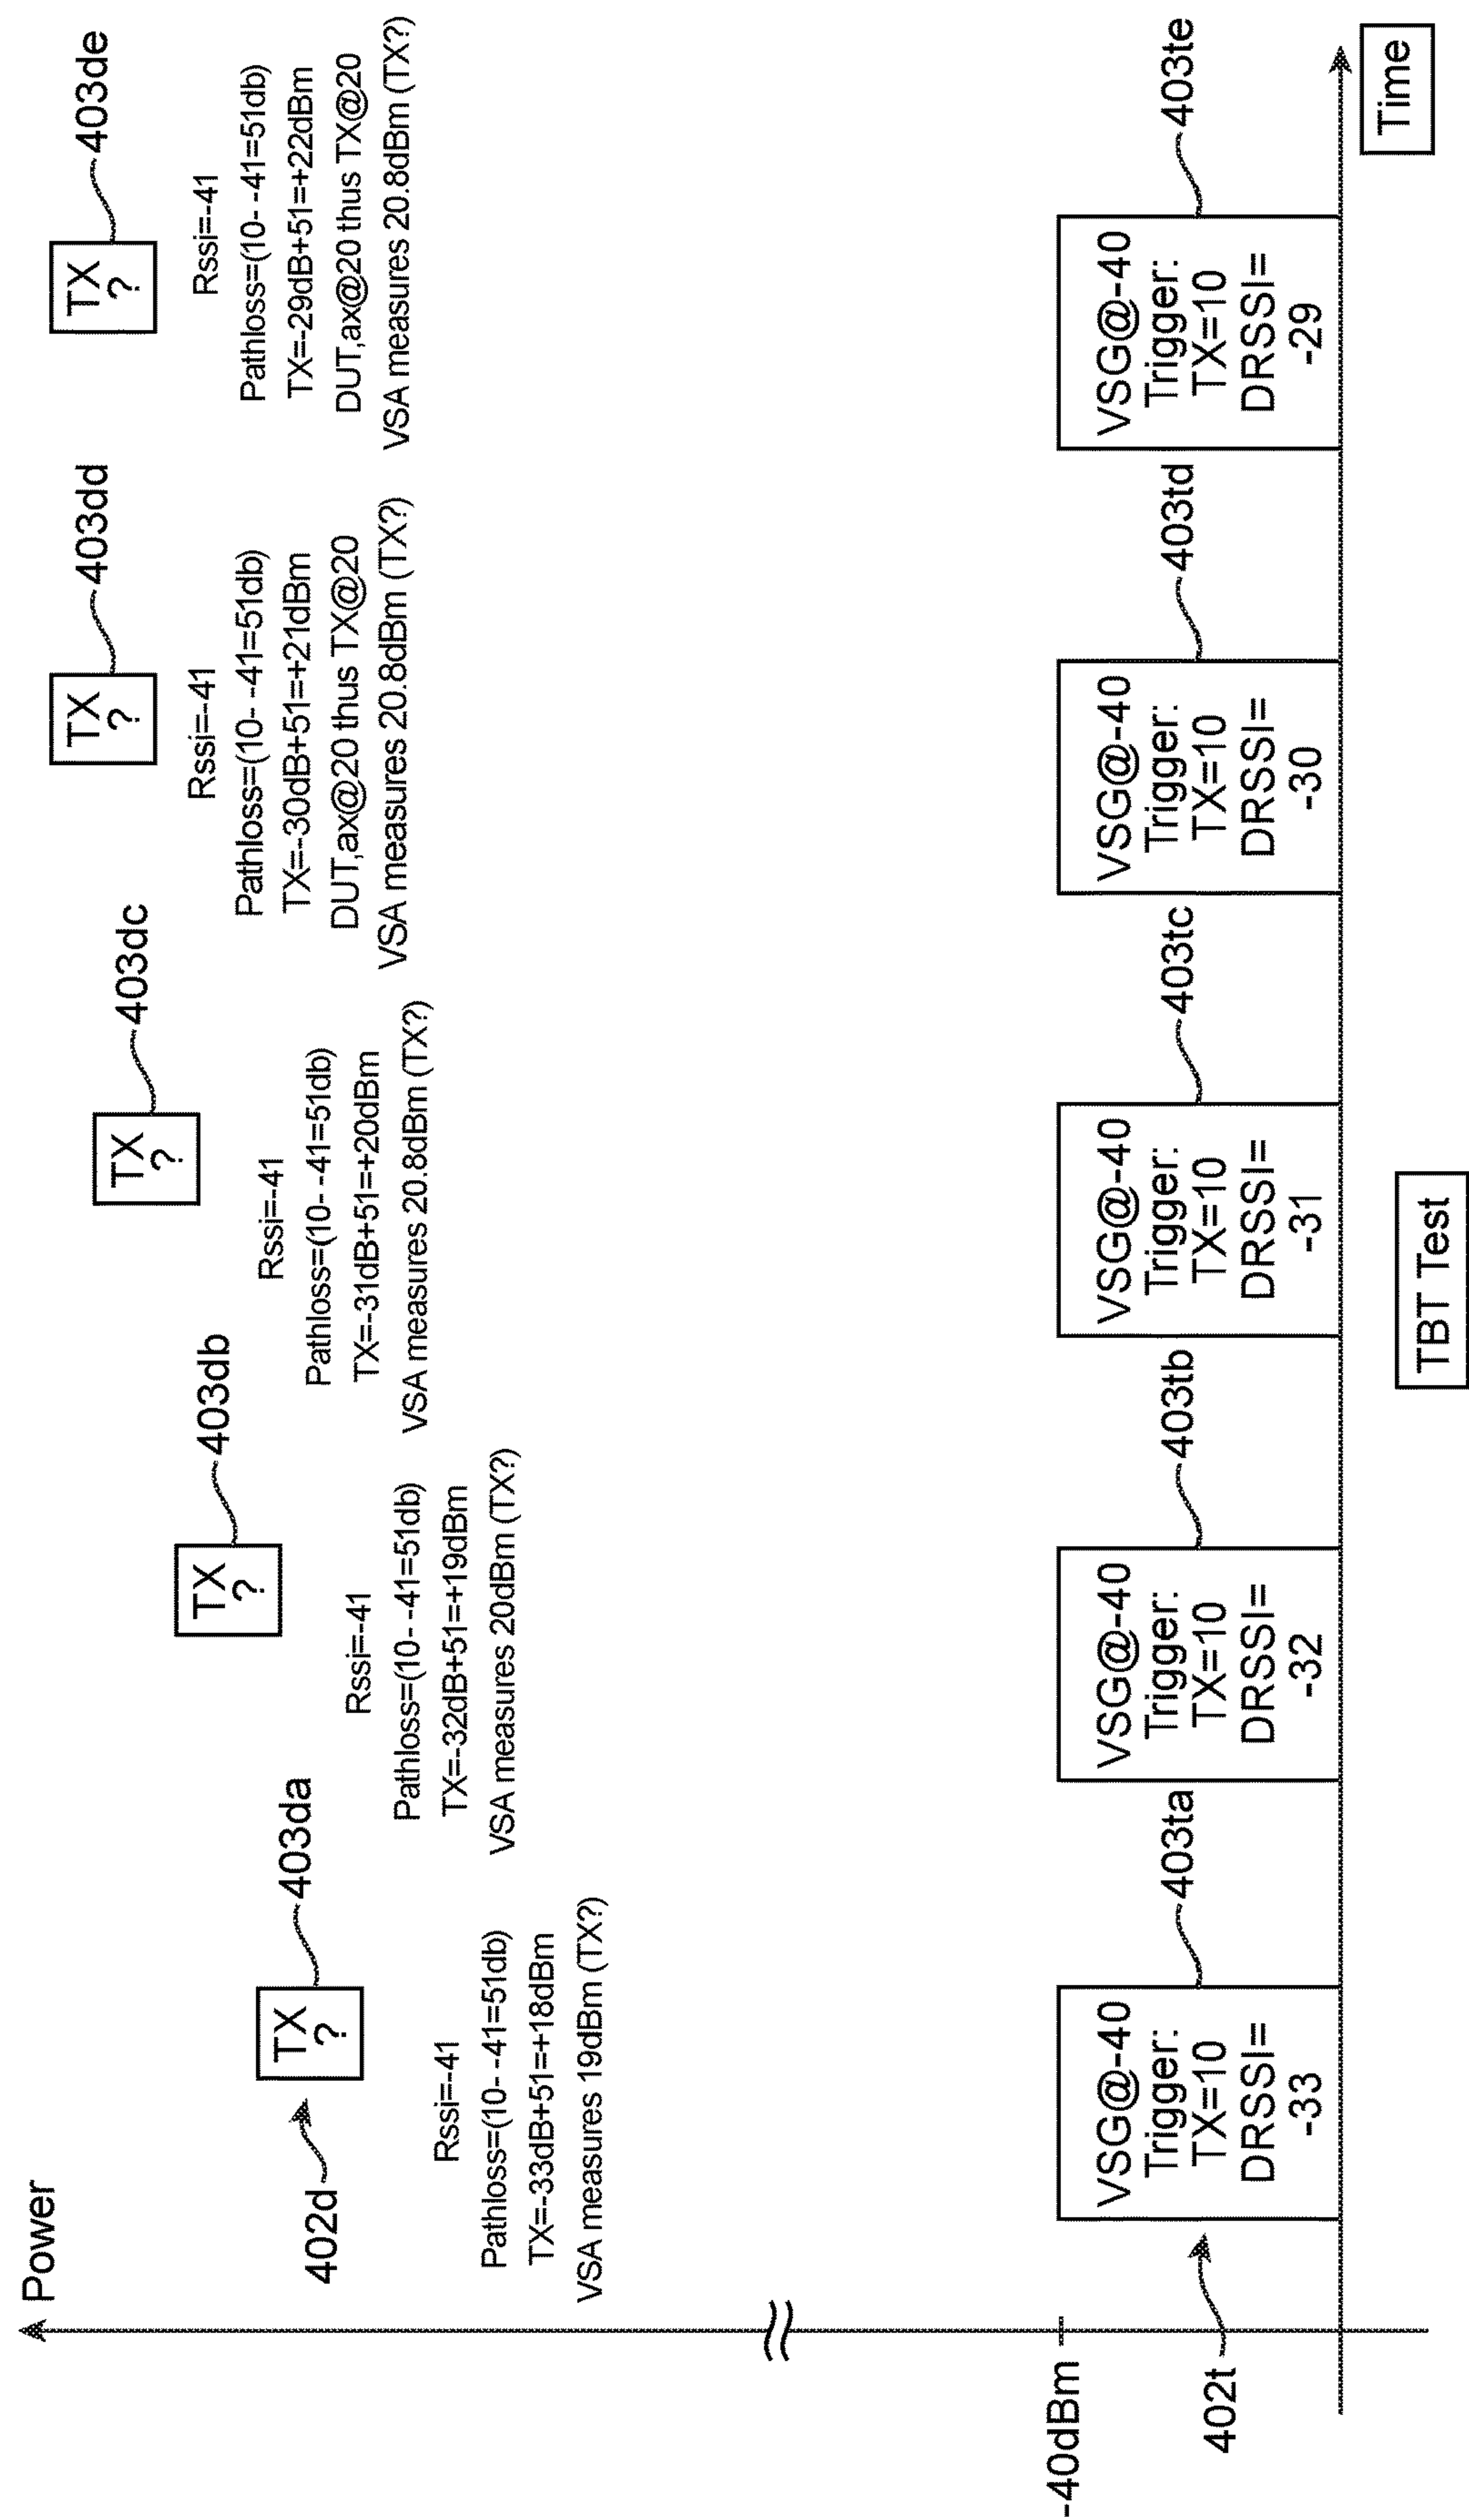 Power
402d
TX
?
403da
Rssi=-41
Pathloss=(10- -41=51db)
TX=-33dB+51=+18dBm
VSA measures 19dBm (TX?)
TX
?
403db
Rssi=-41
Pathloss=(10- -41=51db)
TX=-32dB+51=+19dBm
VSA measures 20dBm (TX?)
TX
?
403dc
Rssi=-41
Pathloss=(10- -41=51db)
TX=-31dB+51=+20dBm
VSA measures 20.8dBm (TX?)
TX
?
403dd
Rssi=-41
Pathloss=(10- -41=51db)
TX=-30dB+51=+21dBm
DUT,ax@20 thus TX@20
VSA measures 20.8dBm (TX?)
TX
?
403de
Rssi=-41
Pathloss=(10- -41=51db)
TX=-29dB+51=+22dBm
DUT,ax@20 thus TX@20
VSA measures 20.8dBm (TX?)
-40dBm
402t
VSG@-40
Trigger:
TX=10
DRSSI=
-33
403ta
VSG@-40
Trigger:
TX=10
DRSSI=
-32
403tb
VSG@-40
Trigger:
TX=10
DRSSI=
-31
403tc
VSG@-40
Trigger:
TX=10
DRSSI=
-30
403td
VSG@-40
Trigger:
TX=10
DRSSI=
-29
403te
Time
TBT Test